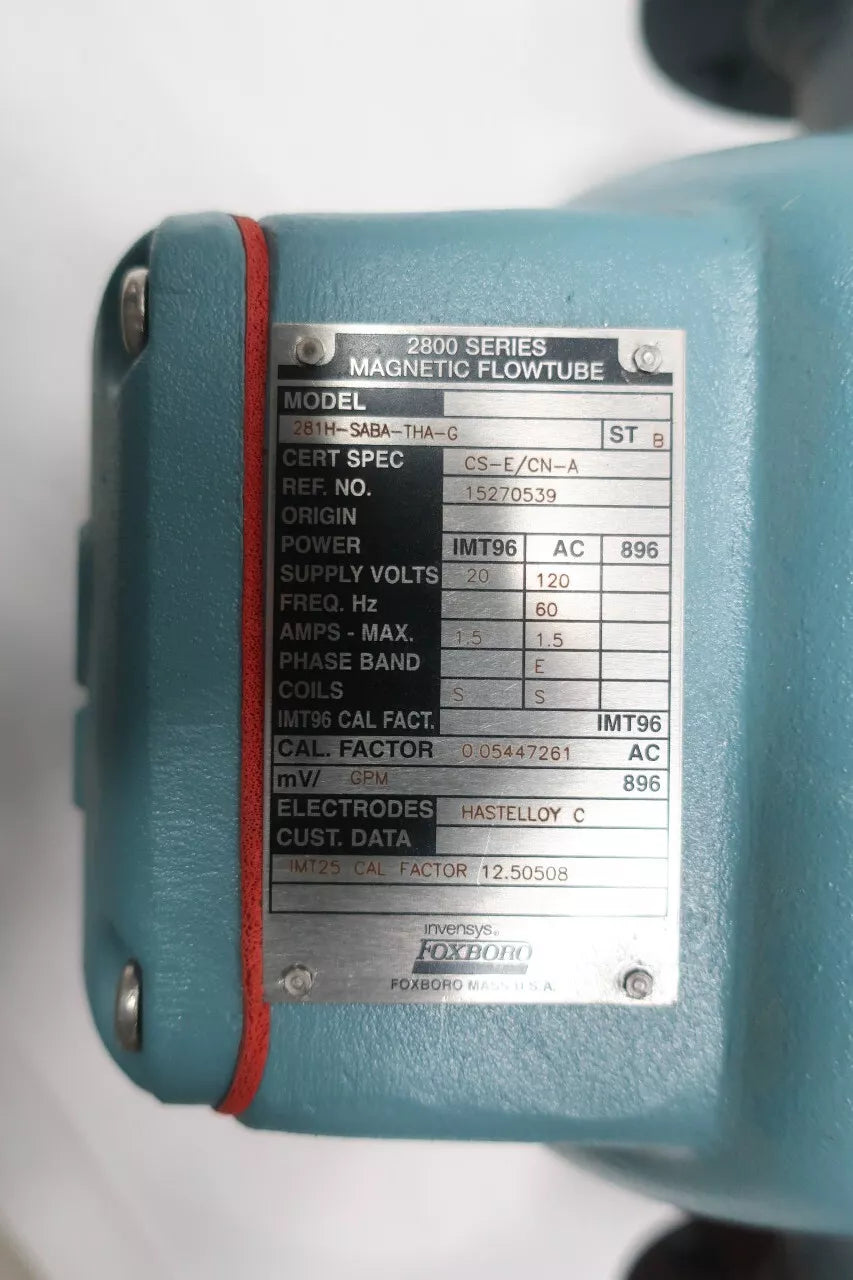 2800 SERIES
MAGNETIC FLOWTUBE
MODEL
281H-SABA-THA-G ST B
CERT SPEC CS-E/CN-A
REF. NO. 15270539
ORIGIN
POWER IMT96 AC 896
SUPPLY VOLTS 20 120
FREQ. Hz 60
AMPS - MAX. 1.5 1.5
PHASE BAND E
COILS S S
IMT96 CAL FACT. IMT96
CAL. FACTOR 0.05447261 AC
mV/ GPM 896
ELECTRODES HASTELLOY C
CUST. DATA
IMT25 CAL FACTOR 12.50508
invensys
FOXBORO
FOXBORO MASS U.S.A.